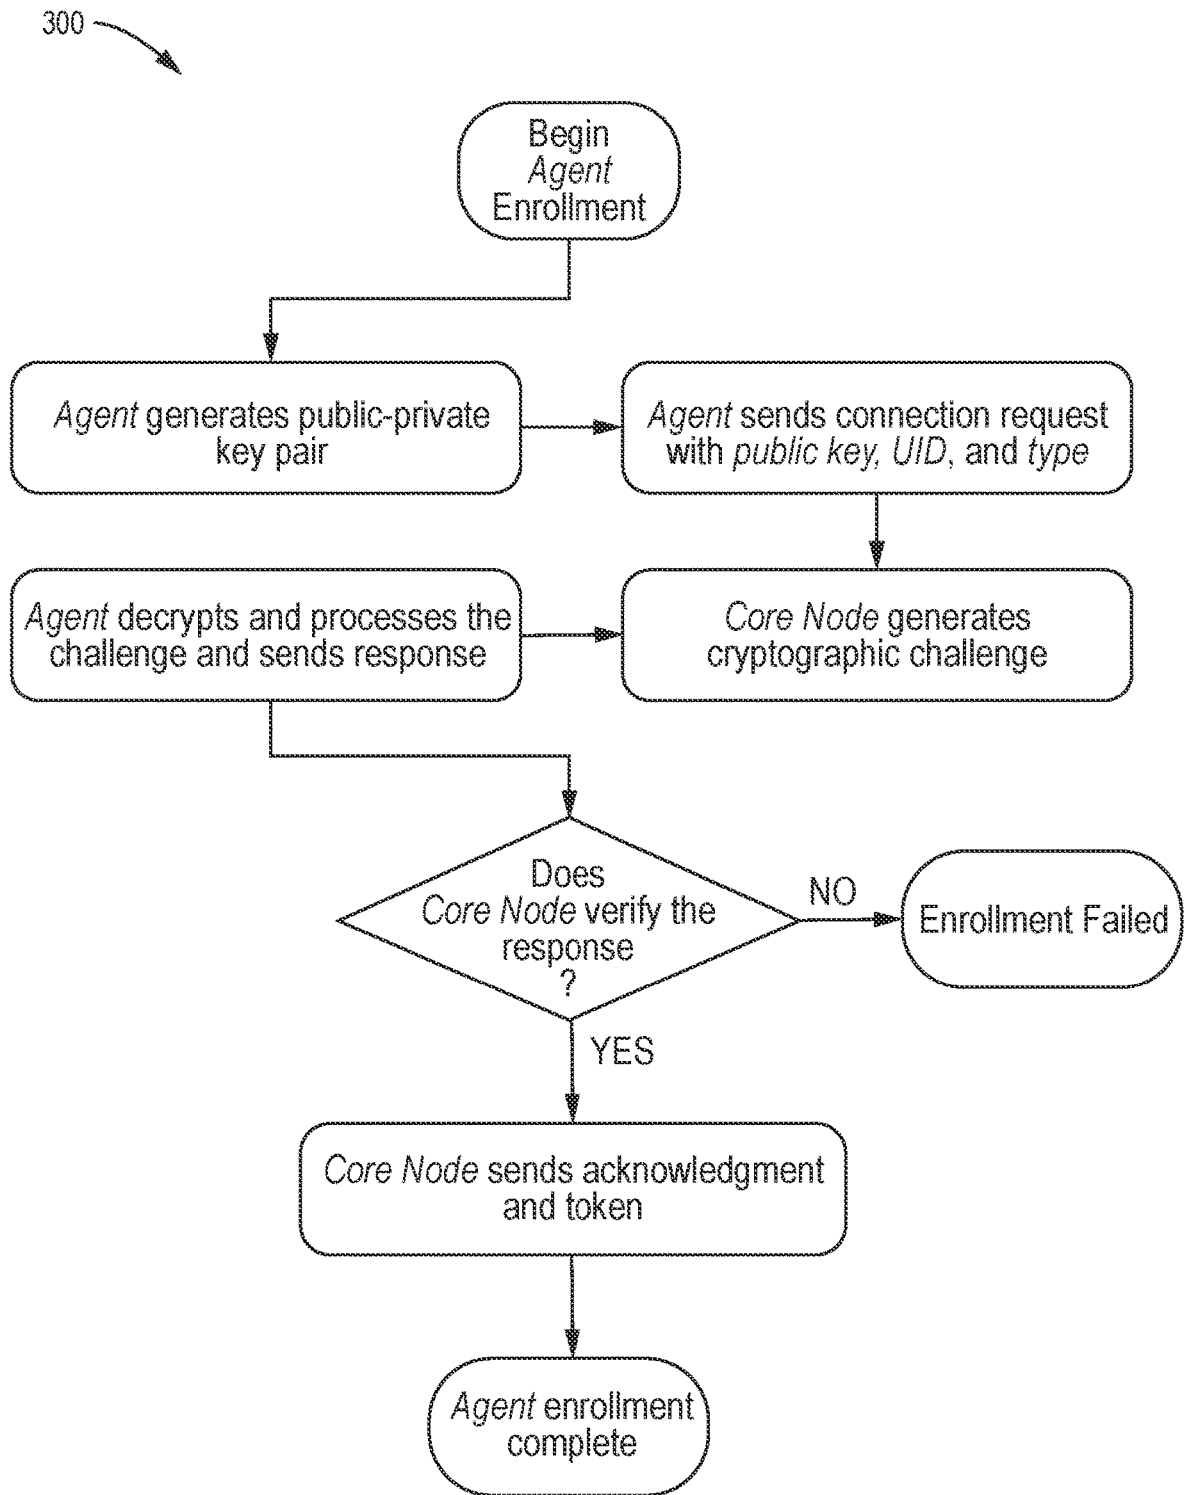 300
Begin
Agent
Enrollment
Agent generates public-private
key pair
Agent sends connection request
with public key, UID, and type
Agent decrypts and processes the
challenge and sends response
Core Node generates
cryptographic challenge
Does
Core Node verify the
response
?
NO
Enrollment Failed
YES
Core Node sends acknowledgment
and token
Agent enrollment
complete